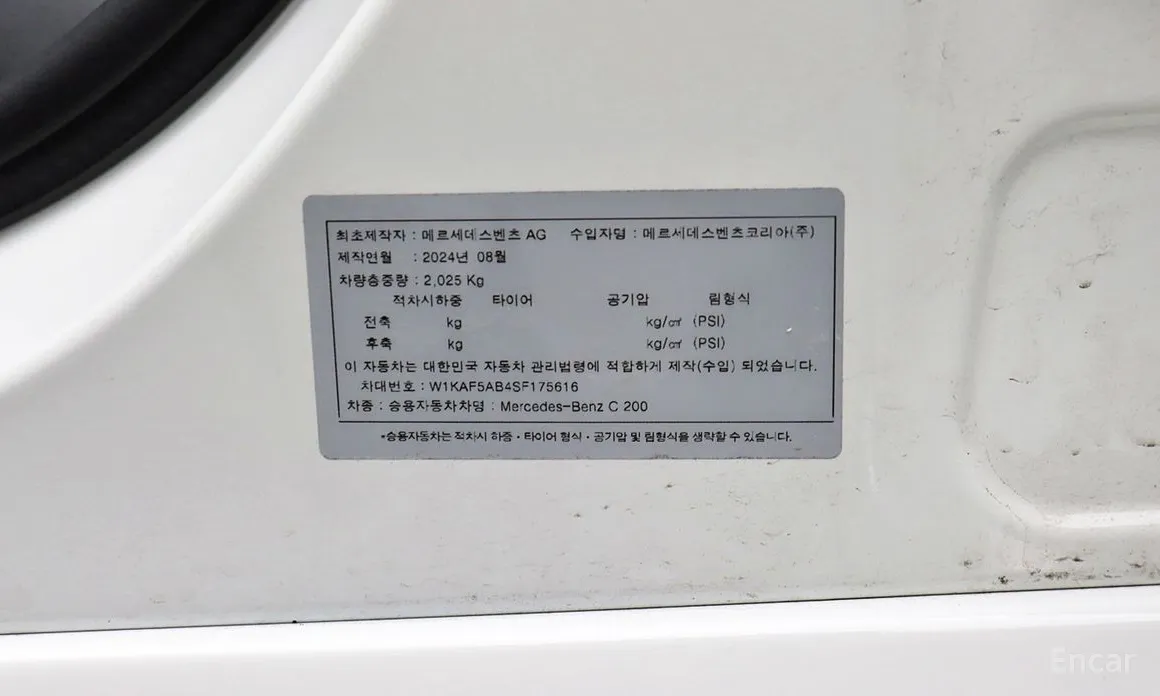 최초제작자 : 메르세데스벤츠 AG 수입자명 : 메르세데스벤츠코리아(주)
제작연월 : 2024년 08월
차량총중량 : 2,025 Kg
적차시하중 타이어 공기압 림형식
전축 kg kg/㎠ (PSI)
후축 kg kg/㎠ (PSI)
이 자동차는 대한민국 자동차 관리법령에 적합하게 제작(수입) 되었습니다.
차대번호 : W1KAF5AB4SF175616
차종 : 승용자동차차명 : Mercedes-Benz C 200
*승용자동차는 적차시 하중・타이어 형식・공기압 및 림형식을 생략할 수 있습니다.
Encar